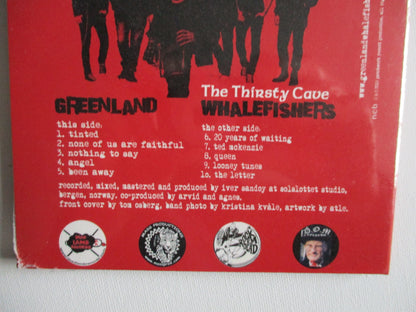 The Thirsty Cave
GREENLAND WHALEFISHERS
this side:
1. tinted
2. none of us are faithful
3. nothing to say
4. angel
5. been away
the other side:
6. 20 years of waiting
7. ted mckenzie
8. queen
9. looney tunes
10. the letter
recorded, mixed, mastered and produced by iver sandøy at solslottet studio,
bergen, norway. co-produced by arvid and agnes.
front cover by tom osberg, band photo by kristina kvåle, artwork by atle.
www.greenlandwhalefish
ncb